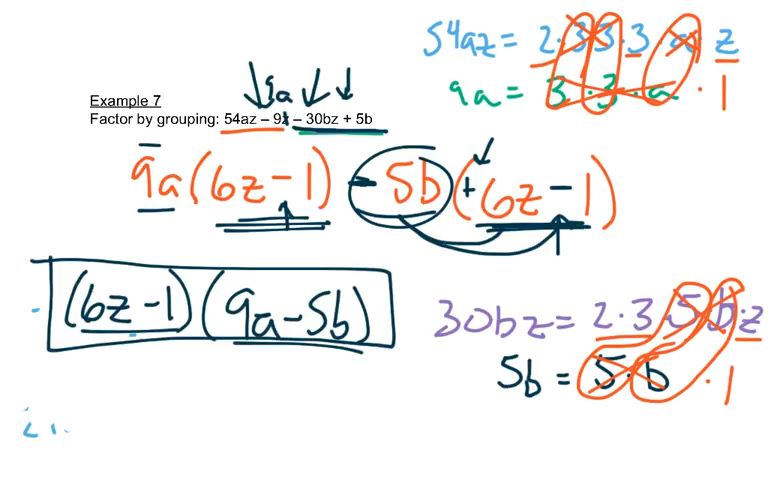 54az = 2·3·3·3·a·z
9a = 3·3·a·1
Example 7
9a
Factor by grouping: 54az – 9z – 30bz + 5b
9a(6z-1) - 5b(+6z-1)
(6z-1)(9a-5b)
30bz = 2·3·5·b·z
5b = 5·b·1